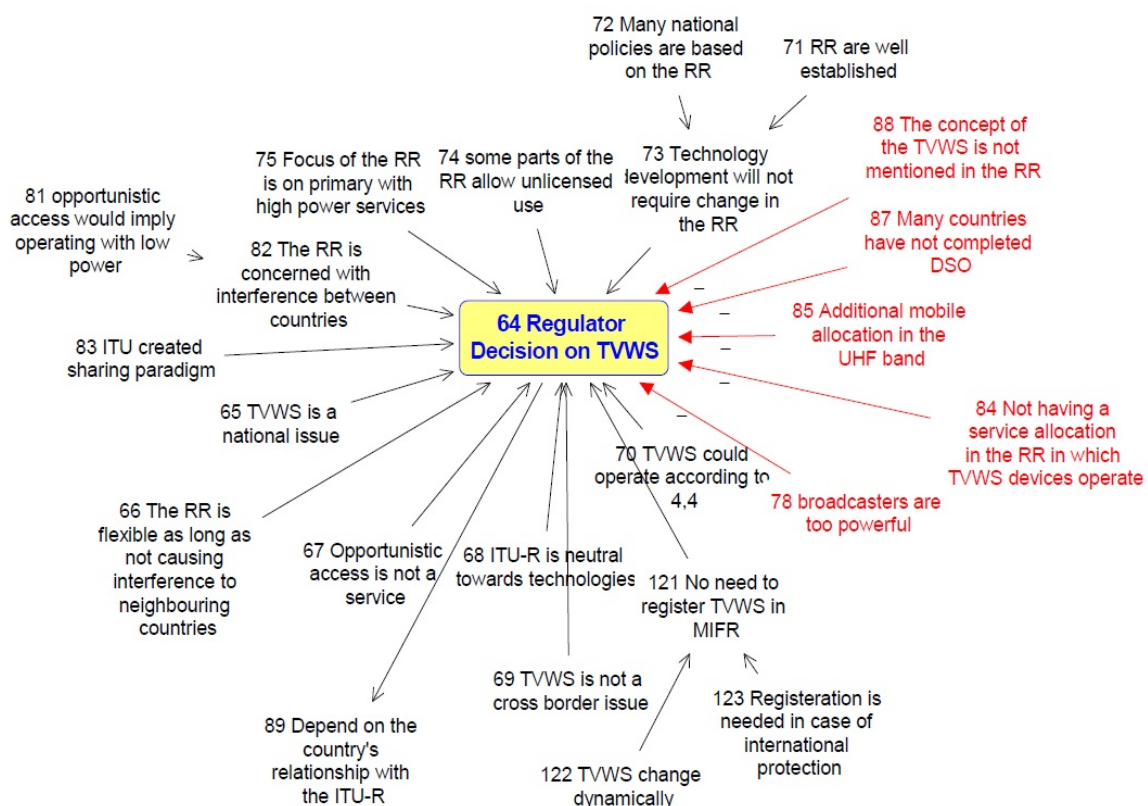 72 Many national
policies are based
on the RR
71 RR are well
established
88 The concept of
the TVWS is not
mentioned in the RR
75 Focus of the RR
is on primary with
high power services
74 some parts of the
RR allow unlicensed
use
73 Technology
development will not
require change in
the RR
81 opportunistic
access would imply
operating with low
power
87 Many countries
have not completed
DSO
82 The RR is
concerned with
interference between
countries
64 Regulator
Decision on TVWS
85 Additional mobile
allocation in the
UHF band
83 ITU created
sharing paradigm
65 TVWS is a
national issue
84 Not having a
service allocation
in the RR in which
TVWS devices operate
70 TVWS could
operate according to
4,4
78 broadcasters are
too powerful
66 The RR is
flexible as long as
not causing
interference to
neighbouring
countries
67 Opportunistic
access is not a
service
68 ITU-R is neutral
towards technologies
121 No need to
register TVWS in
MIFR
69 TVWS is not a
cross border issue
123 Registeration is
needed in case of
international
protection
89 Depend on the
country's
relationship with
the ITU-R
122 TVWS change
dynamically